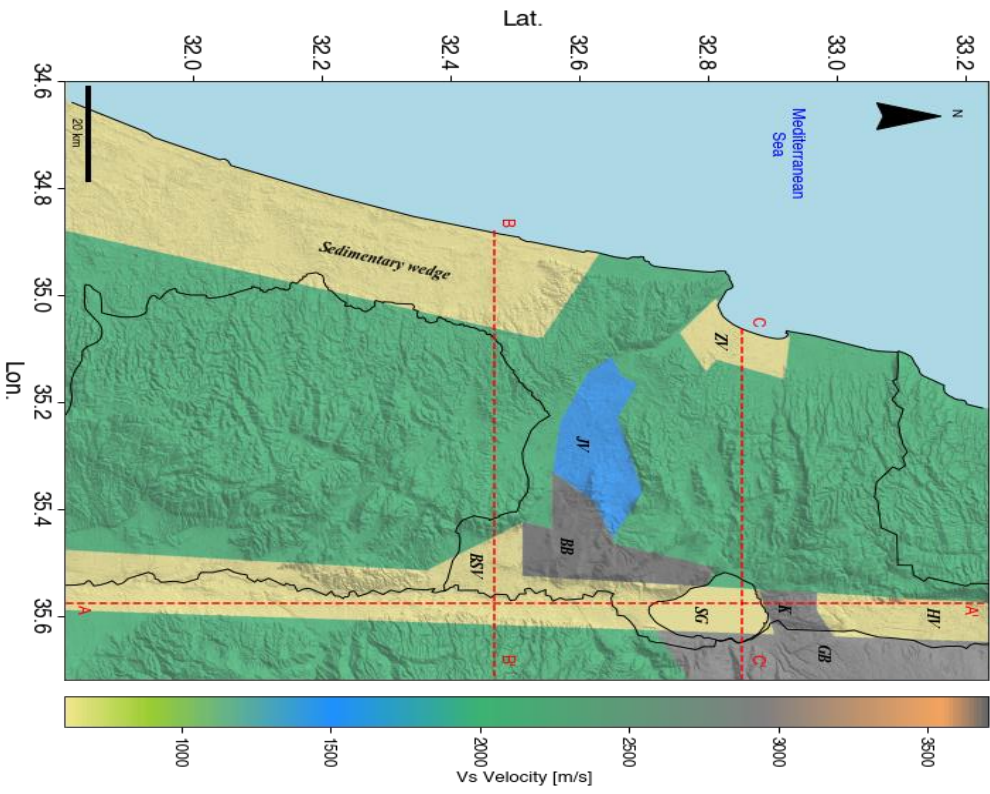 Lat.
32.0
32.2
32.4
32.6
32.8
33.0
33.2
34.6
34.8
35.0
35.2
35.4
35.6
Lon.
20 km
N
Mediterranean
Sea
B
Sedimentary wedge
C
ZV
JV
BB
BSV
SG
K
HV
GB
A
A'
B'
C'
1000
1500
2000
2500
3000
3500
Vs Velocity [m/s]